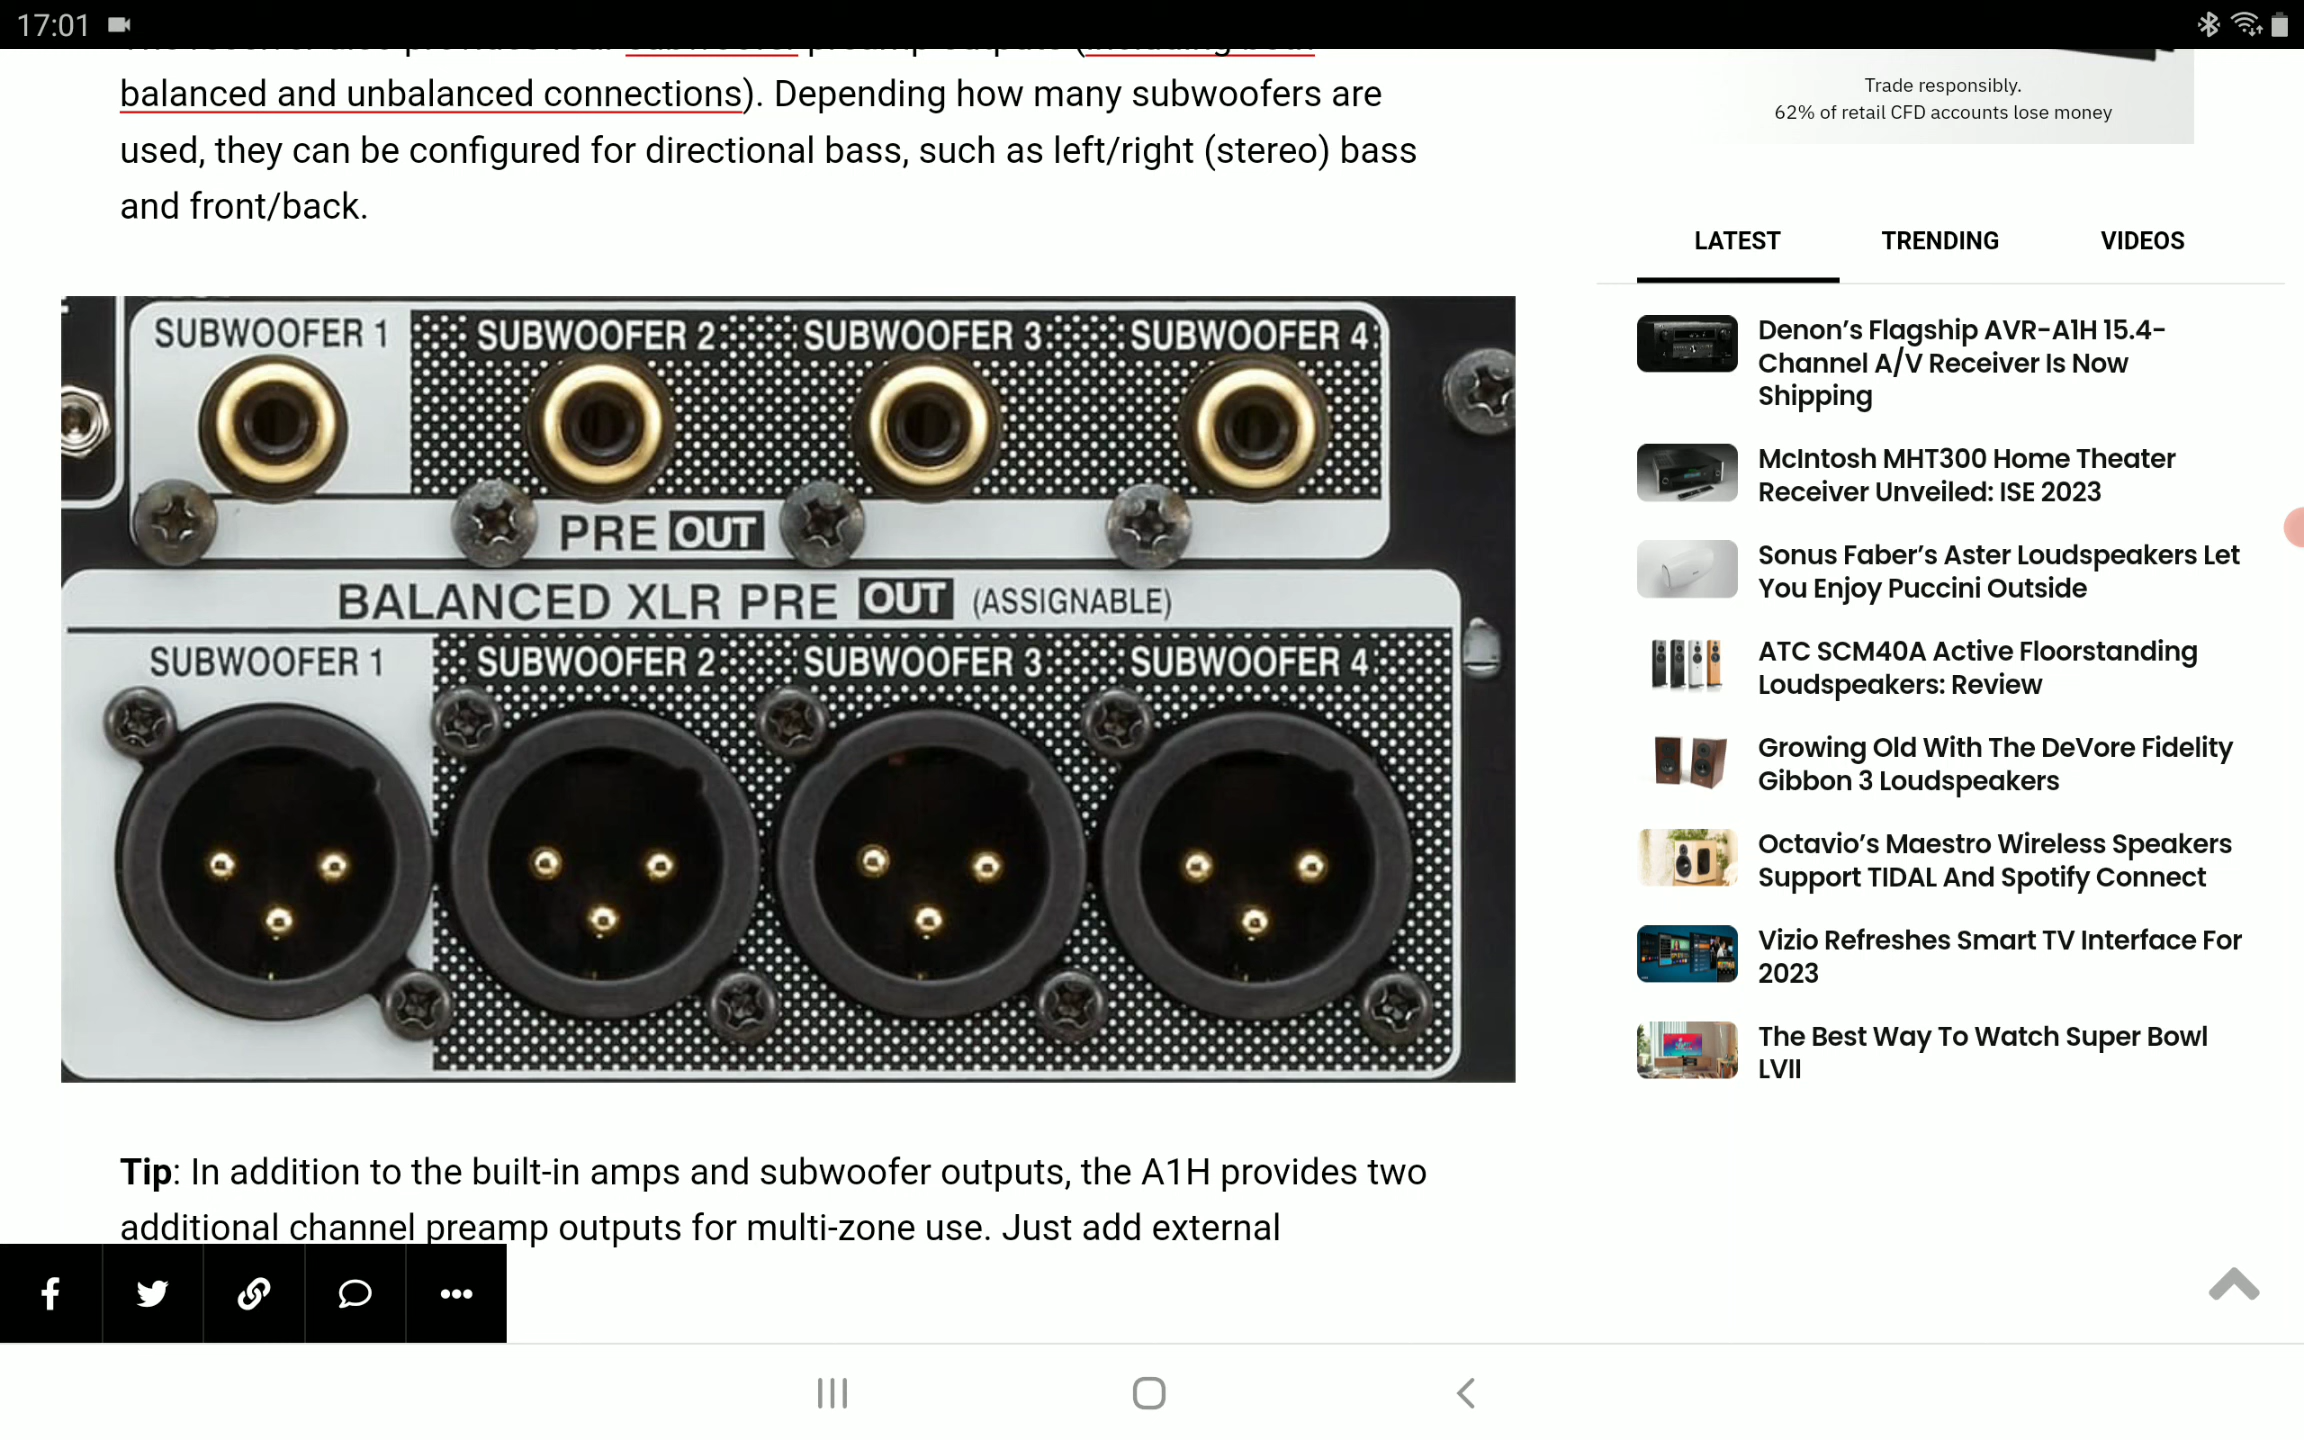 17:01
balanced and unbalanced connections). Depending how many subwoofers are
used, they can be configured for directional bass, such as left/right (stereo) bass
and front/back.
SUBWOOFER 1 SUBWOOFER 2 SUBWOOFER 3 SUBWOOFER 4
PRE OUT
BALANCED XLR PRE OUT (ASSIGNABLE)
SUBWOOFER 1 SUBWOOFER 2 SUBWOOFER 3 SUBWOOFER 4
Tip: In addition to the built-in amps and subwoofer outputs, the A1H provides two
additional channel preamp outputs for multi-zone use. Just add external
Trade responsibly.
62% of retail CFD accounts lose money
LATEST TRENDING VIDEOS
Denon’s Flagship AVR-A1H 15.4-
Channel A/V Receiver Is Now
Shipping
McIntosh MHT300 Home Theater
Receiver Unveiled: ISE 2023
Sonus Faber’s Aster Loudspeakers Let
You Enjoy Puccini Outside
ATC SCM40A Active Floorstanding
Loudspeakers: Review
Growing Old With The DeVore Fidelity
Gibbon 3 Loudspeakers
Octavio’s Maestro Wireless Speakers
Support TIDAL And Spotify Connect
Vizio Refreshes Smart TV Interface For
2023
The Best Way To Watch Super Bowl
LVII